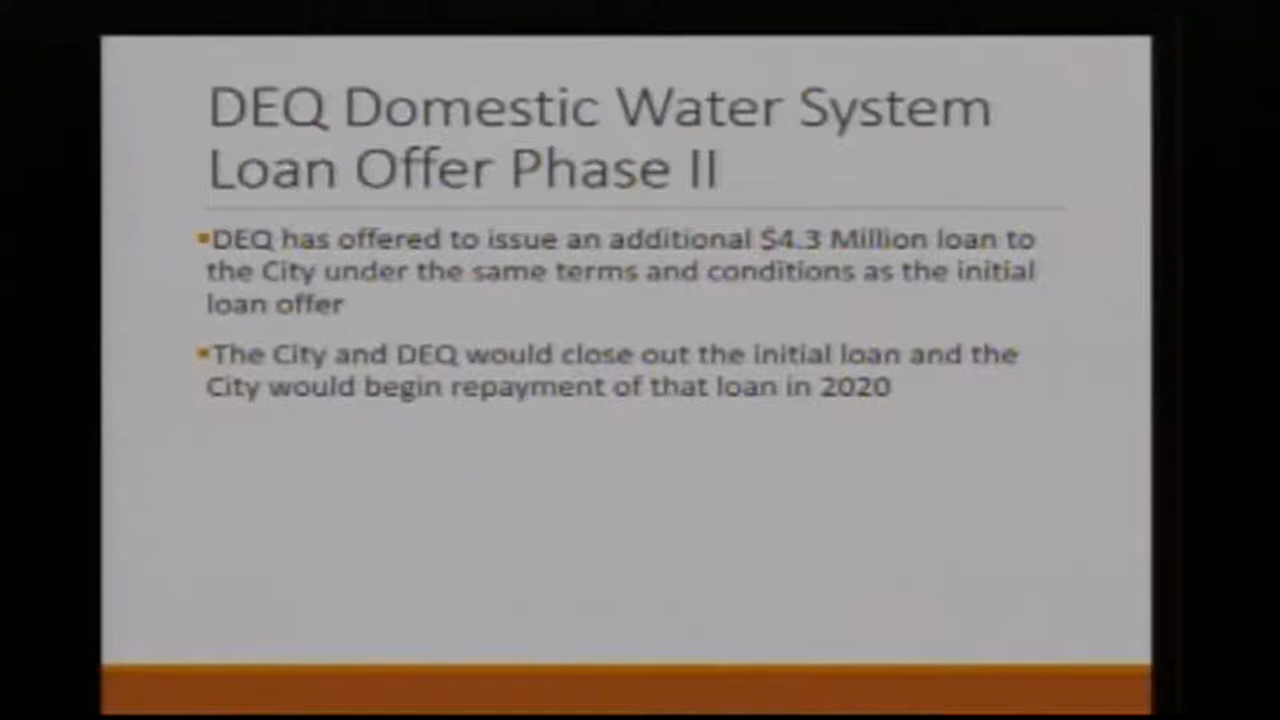 DEQ Domestic Water System
Loan Offer Phase II
▪DEQ has offered to issue an additional $4.3 Million loan to
the City under the same terms and conditions as the initial
loan offer
▪The City and DEQ would close out the initial loan and the
City would begin repayment of that loan in 2020